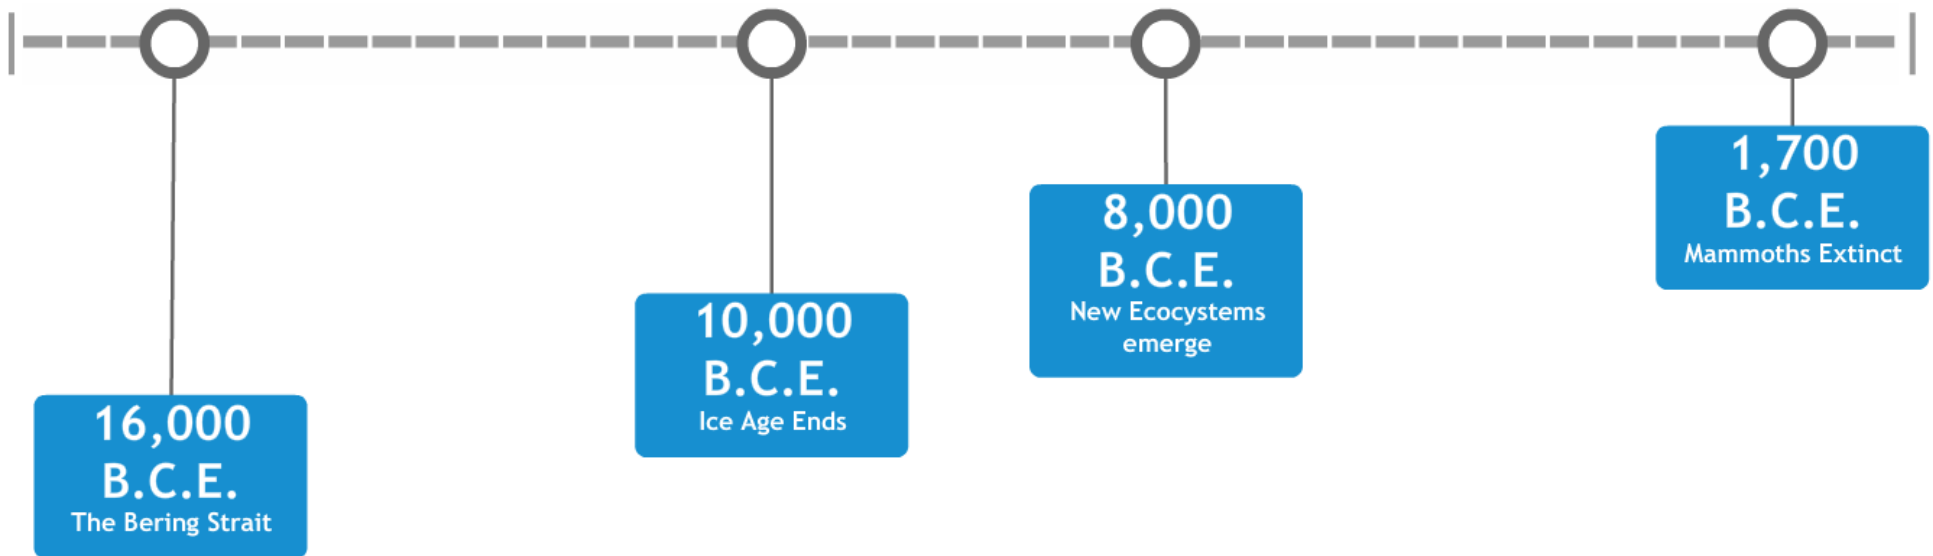 16,000
B.C.E.
The Bering Strait
10,000
B.C.E.
Ice Age Ends
8,000
B.C.E.
New Ecocystems
emerge
1,700
B.C.E.
Mammoths Extinct